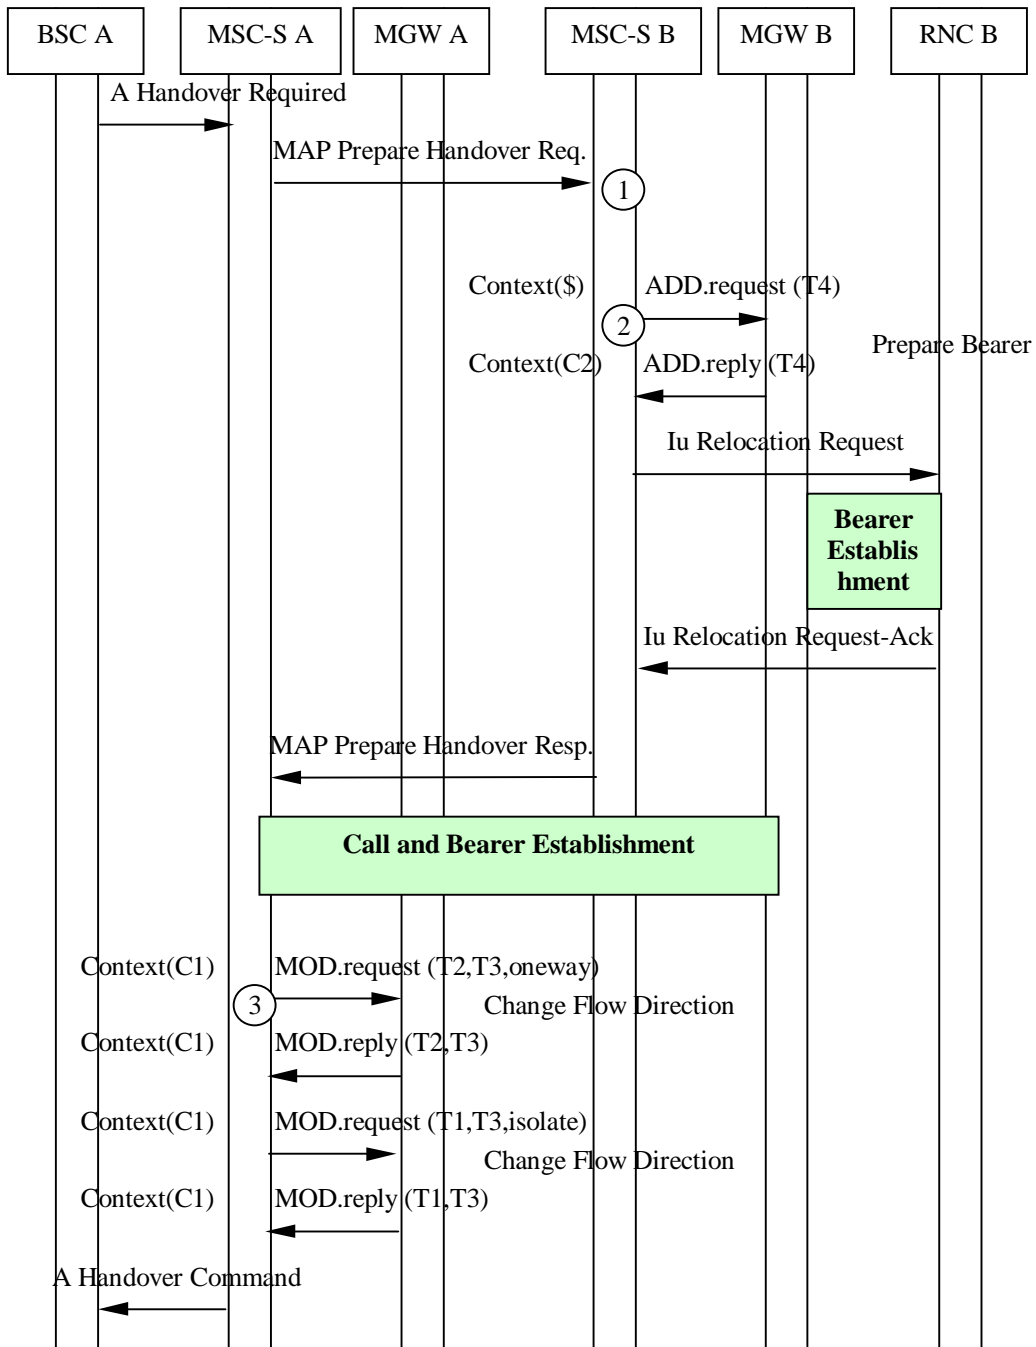 BSC A
MSC-S A
MGW A
MSC-S B
MGW B
RNC B
A Handover Required
MAP Prepare Handover Req.
1
Context($)
ADD.request (T4)
2
Prepare Bearer
Context(C2)
ADD.reply (T4)
Iu Relocation Request
Bearer
Establis
hment
Iu Relocation Request-Ack
MAP Prepare Handover Resp.
Call and Bearer Establishment
Context(C1)
MOD.request (T2,T3,oneway)
3
Change Flow Direction
Context(C1)
MOD.reply (T2,T3)
Context(C1)
MOD.request (T1,T3,isolate)
Change Flow Direction
Context(C1)
MOD.reply (T1,T3)
A Handover Command